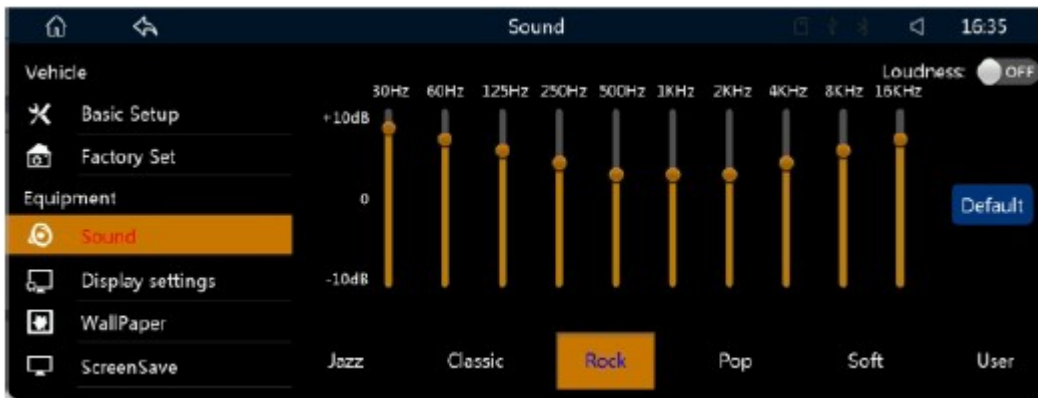 Sound
16:35
Vehicle
Loudness: OFF
30Hz 60Hz 125Hz 250Hz 500Hz 1KHz 2KHz 4KHz 8KHz 16KHz
Basic Setup
+10dB
Factory Set
Equipment
0
Default
Sound
Display settings
-10dB
WallPaper
ScreenSave
Jazz Classic Rock Pop Soft User